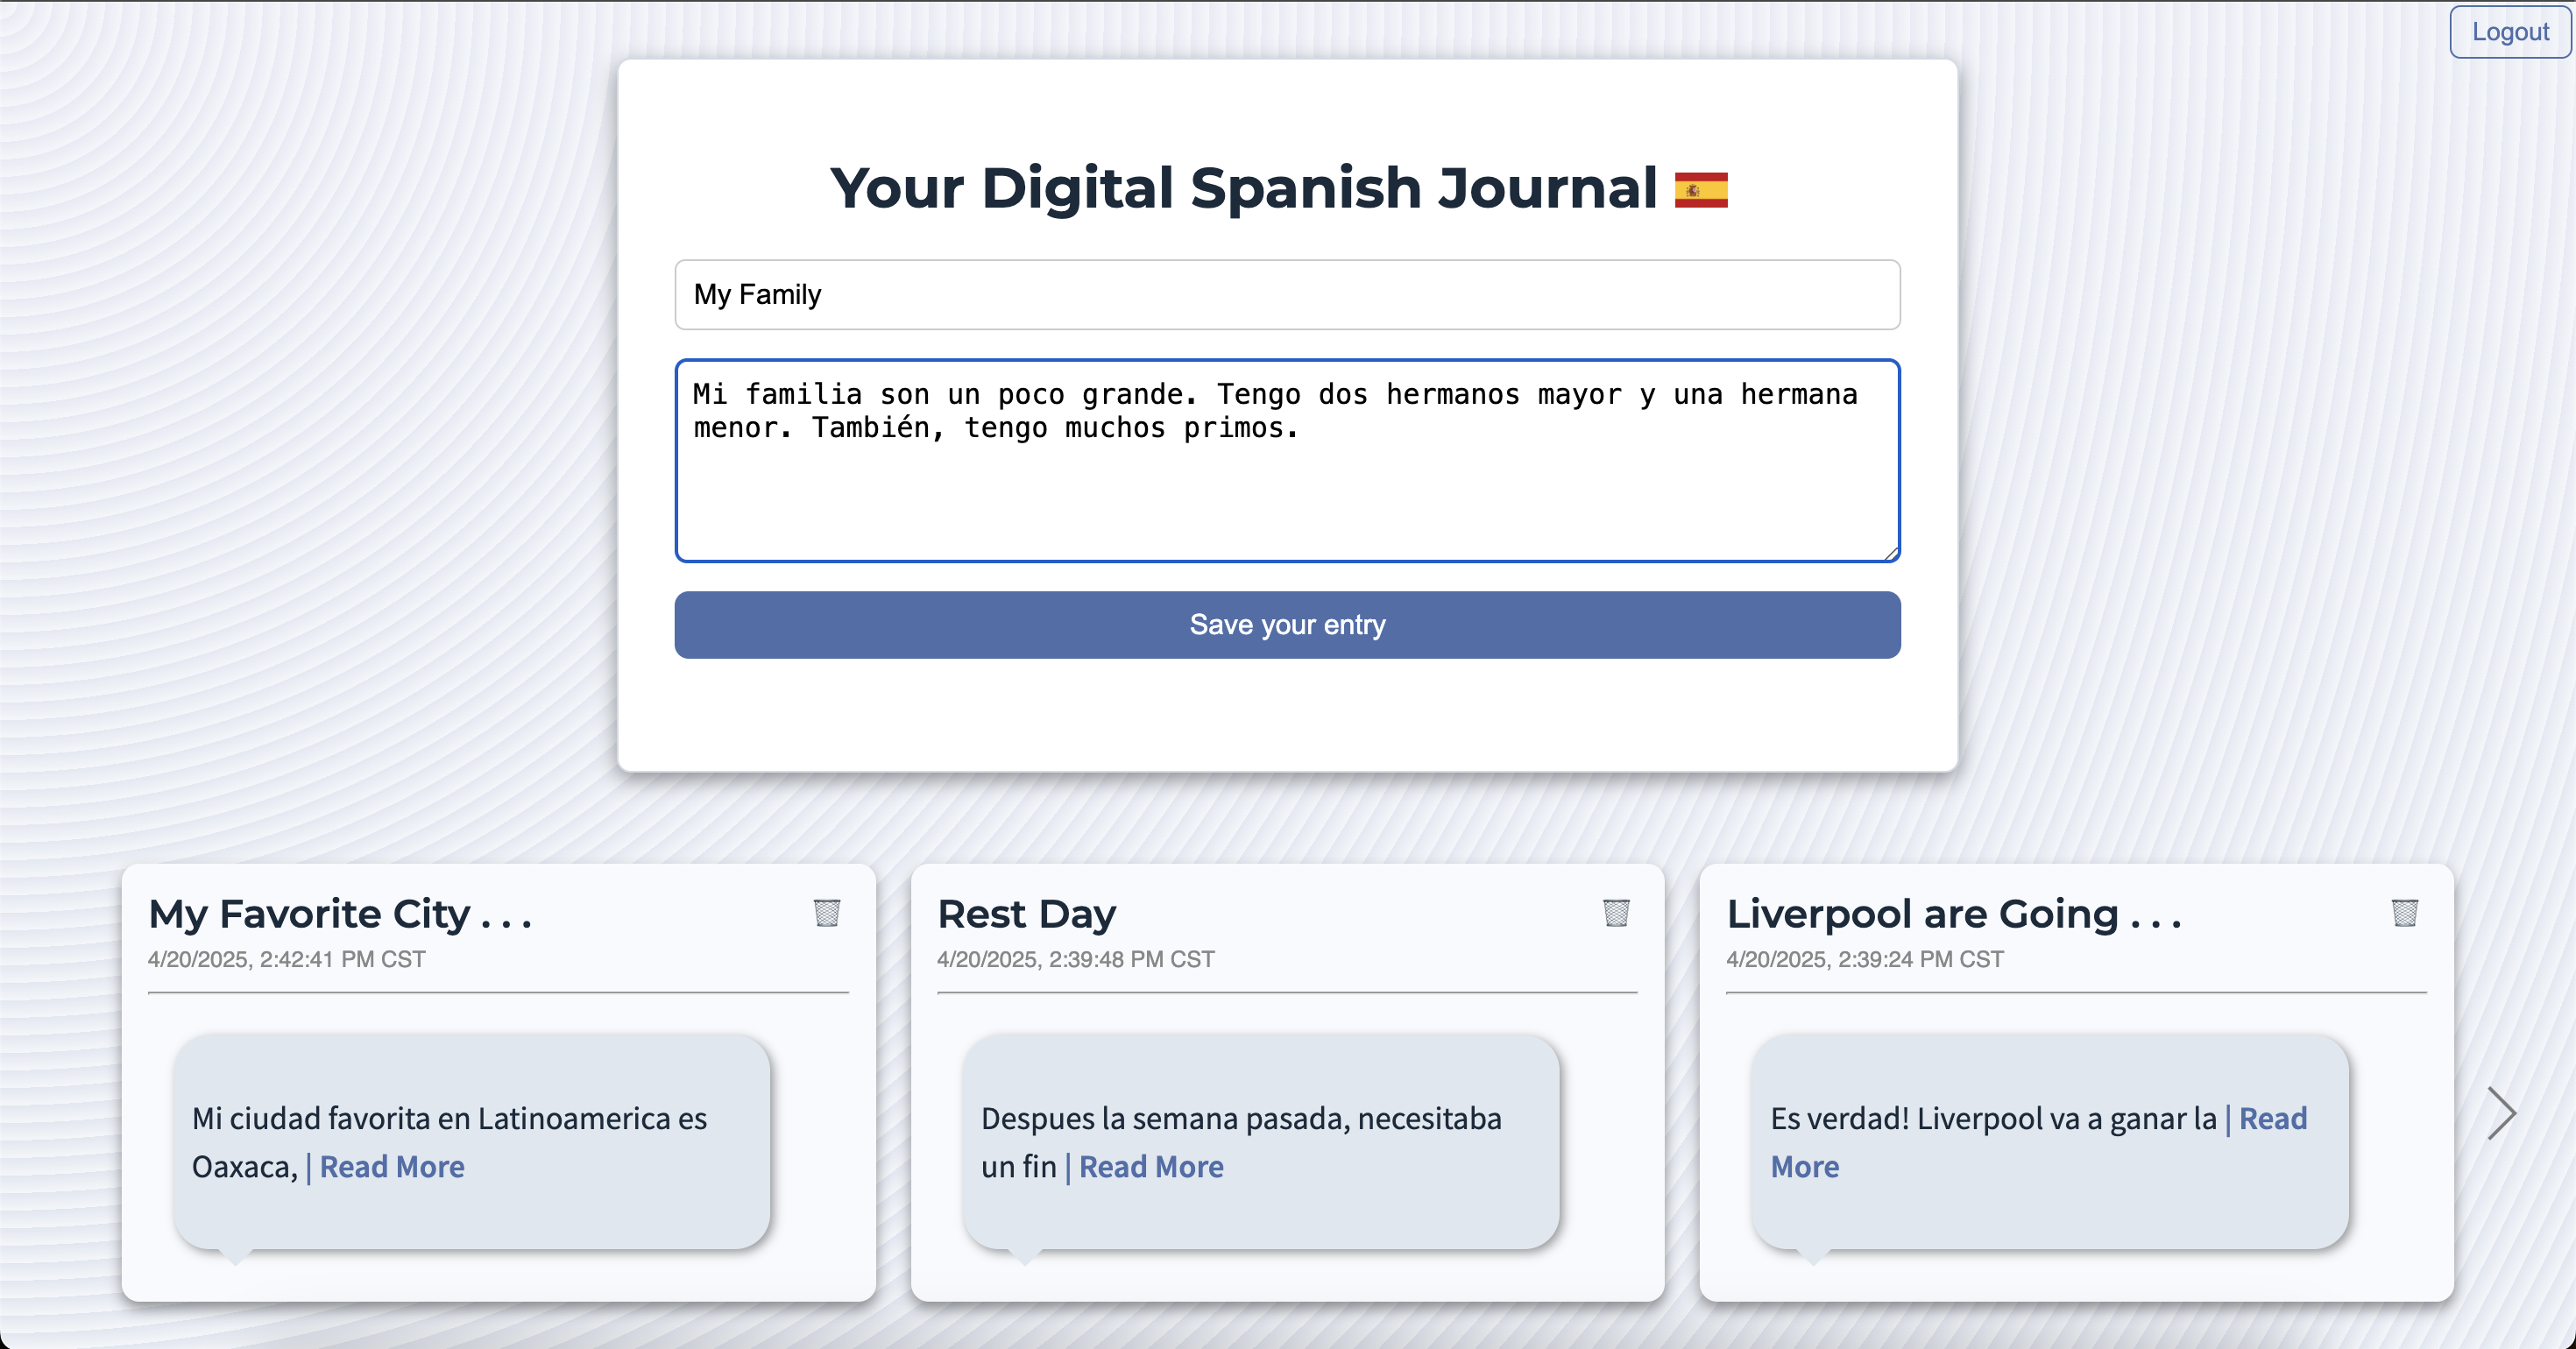 Logout
Your Digital Spanish Journal
My Family
Mi familia son un poco grande. Tengo dos hermanos mayor y una hermana
menor. También, tengo muchos primos.
Save your entry
My Favorite City . . .
4/20/2025, 2:42:41 PM CST
Mi ciudad favorita en Latinoamerica es
Oaxaca, | Read More
Rest Day
4/20/2025, 2:39:48 PM CST
Despues la semana pasada, necesitaba
un fin | Read More
Liverpool are Going . . .
4/20/2025, 2:39:24 PM CST
Es verdad! Liverpool va a ganar la | Read
More